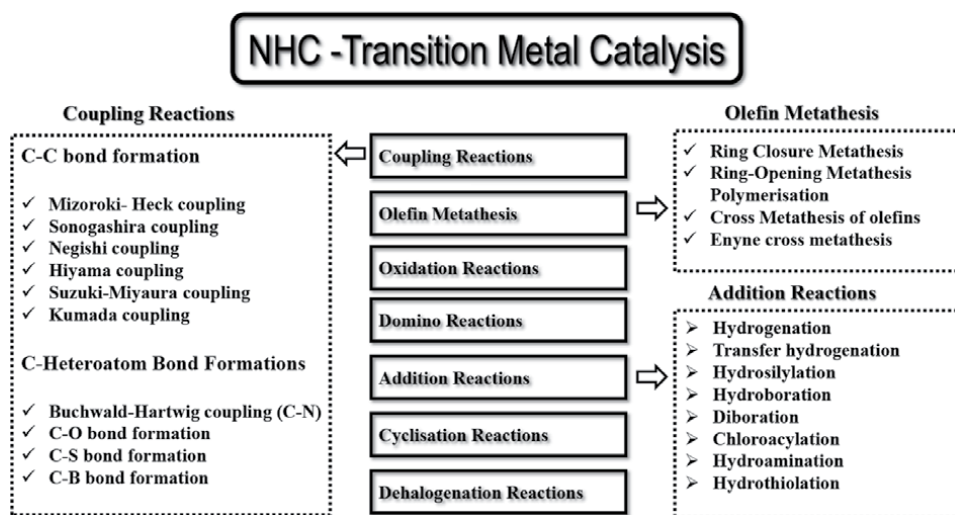 NHC -Transition Metal Catalysis
Coupling Reactions
C-C bond formation
✓ Mizoroki- Heck coupling
✓ Sonogashira coupling
✓ Negishi coupling
✓ Hiyama coupling
✓ Suzuki-Miyaura coupling
✓ Kumada coupling
C-Heteroatom Bond Formations
✓ Buchwald-Hartwig coupling (C-N)
✓ C-O bond formation
✓ C-S bond formation
✓ C-B bond formation
Coupling Reactions
Olefin Metathesis
Oxidation Reactions
Domino Reactions
Addition Reactions
Cyclisation Reactions
Dehalogenation Reactions
Olefin Metathesis
✓ Ring Closure Metathesis
✓ Ring-Opening Metathesis
Polymerisation
✓ Cross Metathesis of olefins
✓ Enyne cross metathesis
Addition Reactions
➢ Hydrogenation
➢ Transfer hydrogenation
➢ Hydrosilylation
➢ Hydroboration
➢ Diboration
➢ Chloroacylation
➢ Hydroamination
➢ Hydrothiolation